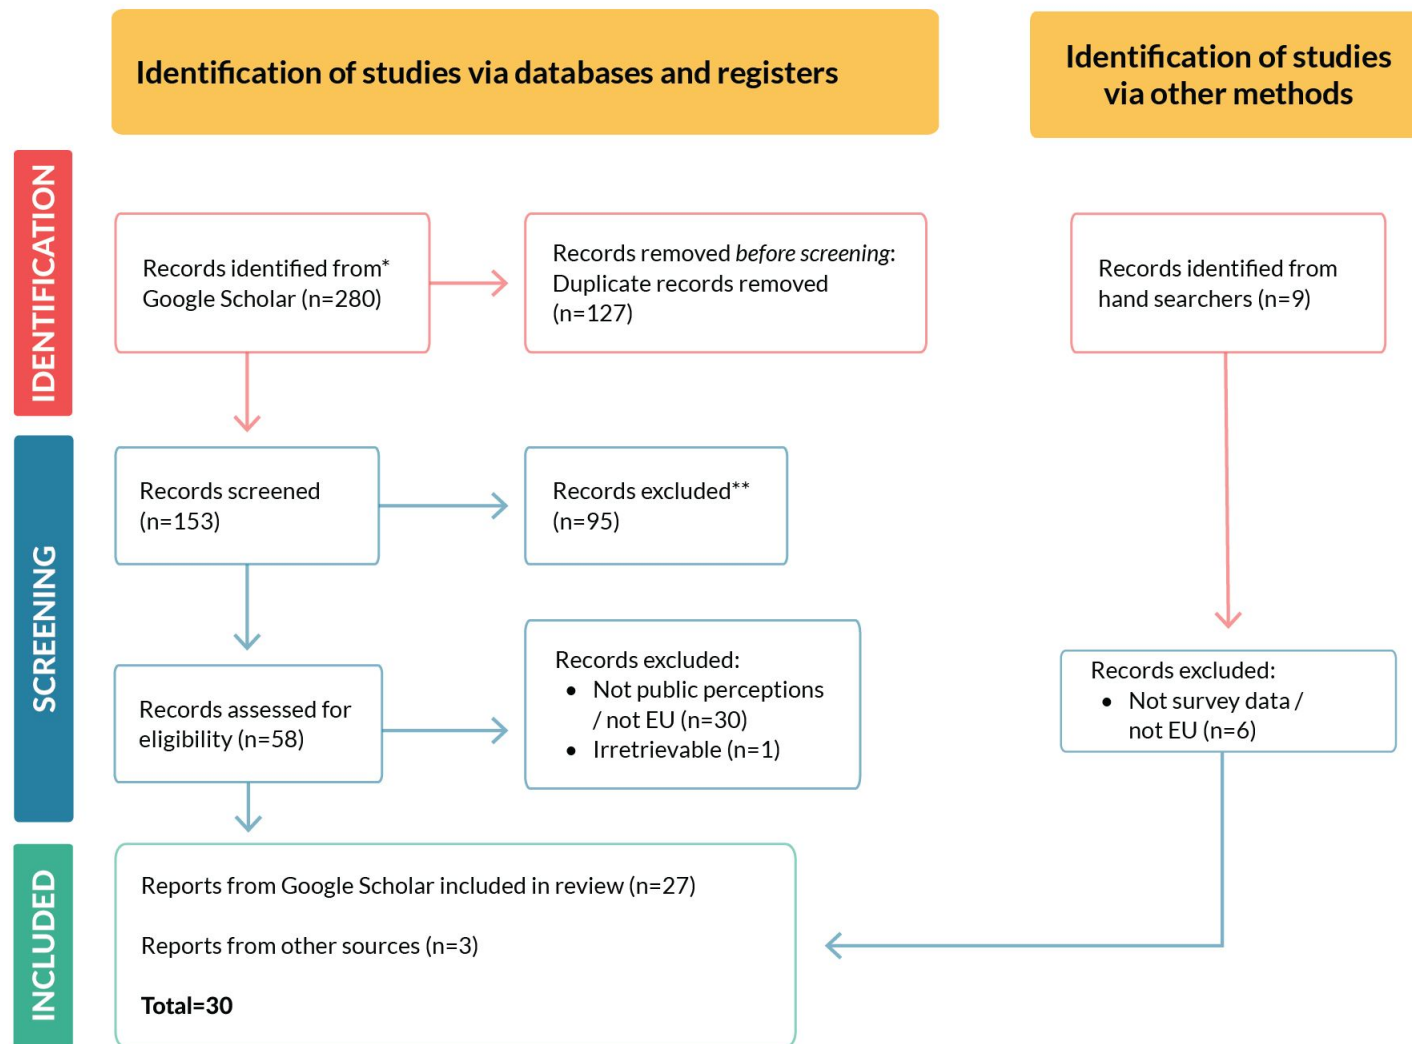 Identification of studies via databases and registers
Identification of studies
via other methods
IDENTIFICATION
Records identified from*
Google Scholar (n=280)
Records removed before screening:
Duplicate records removed
(n=127)
Records identified from
hand searchers (n=9)
SCREENING
Records screened
(n=153)
Records excluded**
(n=95)
Records assessed for
eligibility (n=58)
Records excluded:
• Not public perceptions
/ not EU (n=30)
• Irretrievable (n=1)
Records excluded:
• Not survey data /
not EU (n=6)
INCLUDED
Reports from Google Scholar included in review (n=27)
Reports from other sources (n=3)
Total=30